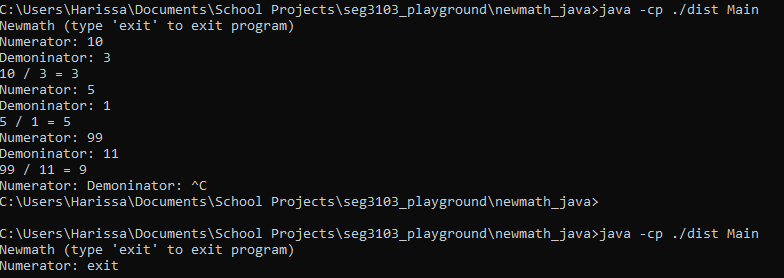 C:\Users\Harissa\Documents\School Projects\seg3103_playground\newmath_java>java -cp ./dist Main
Newmath (type 'exit' to exit program)
Numerator: 10
Demoninator: 3
10 / 3 = 3
Numerator: 5
Demoninator: 1
5 / 1 = 5
Numerator: 99
Demoninator: 11
99 / 11 = 9
Numerator: Demoninator: ^C
C:\Users\Harissa\Documents\School Projects\seg3103_playground\newmath_java>
C:\Users\Harissa\Documents\School Projects\seg3103_playground\newmath_java>java -cp ./dist Main
Newmath (type 'exit' to exit program)
Numerator: exit